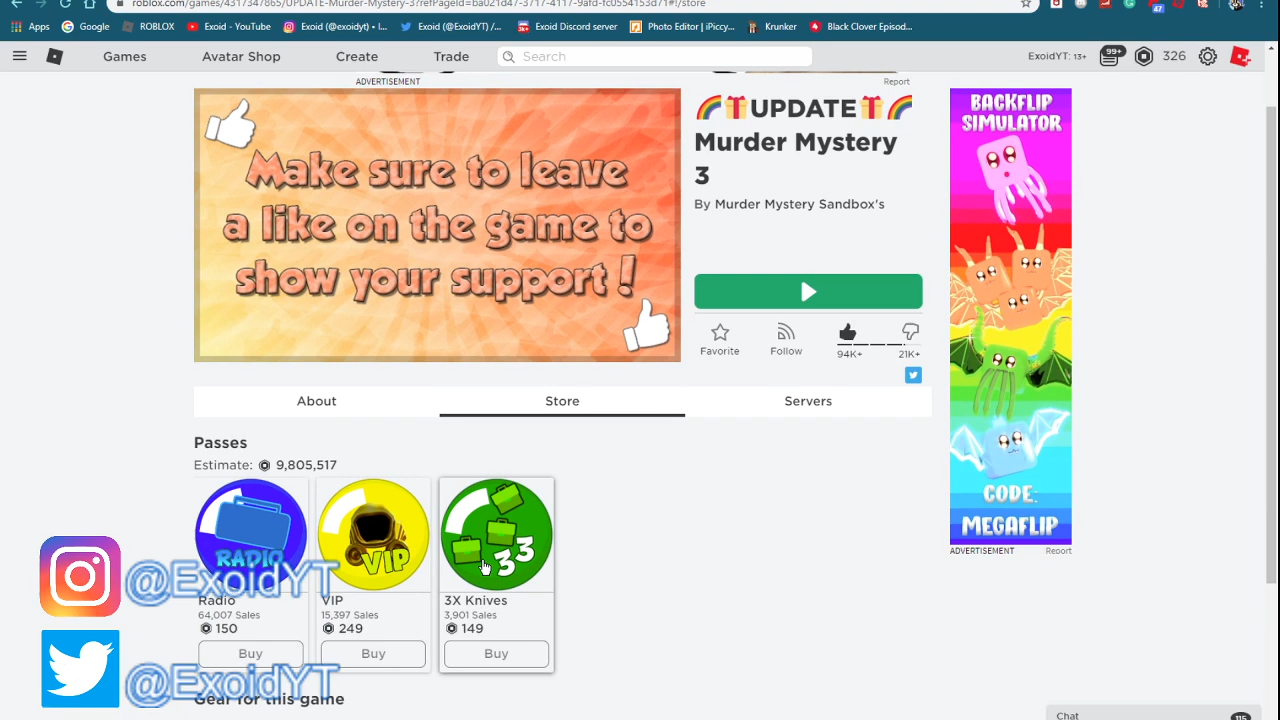 roblox.com/games/4317347865/UPDATE-Murder-Mystery-3?refPageId=ba021d47-3717-4117-9afd-fc0554153d71#!/store
Apps Google ROBLOX Exoid - YouTube Instagram (@ExoidYT) • I... Twitter (@ExoidYT) /... Exoid Discord server Photo Editor | iPiccy... Krunker Black Clover Episod...
Games Avatar Shop Create Trade Search ExoidYT: 13+ 99+ 326
ADVERTISEMENT Report
Make sure to leave
a like on the game to
show your support!
UPDATE
Murder Mystery
3
By Murder Mystery Sandbox's
Favorite Follow 94K+ 21K+
BACKFLIP
SIMULATOR
CODE:
MEGAFLIP
ADVERTISEMENT Report
About Store Servers
Passes
Estimate: 9,805,517
RADIO VIP 33
Radio VIP 3X Knives
64,007 Sales 15,397 Sales 3,901 Sales
150 249 149
Buy Buy Buy
Gear for this game
@ExoidYT
@ExoidYT
Chat 115